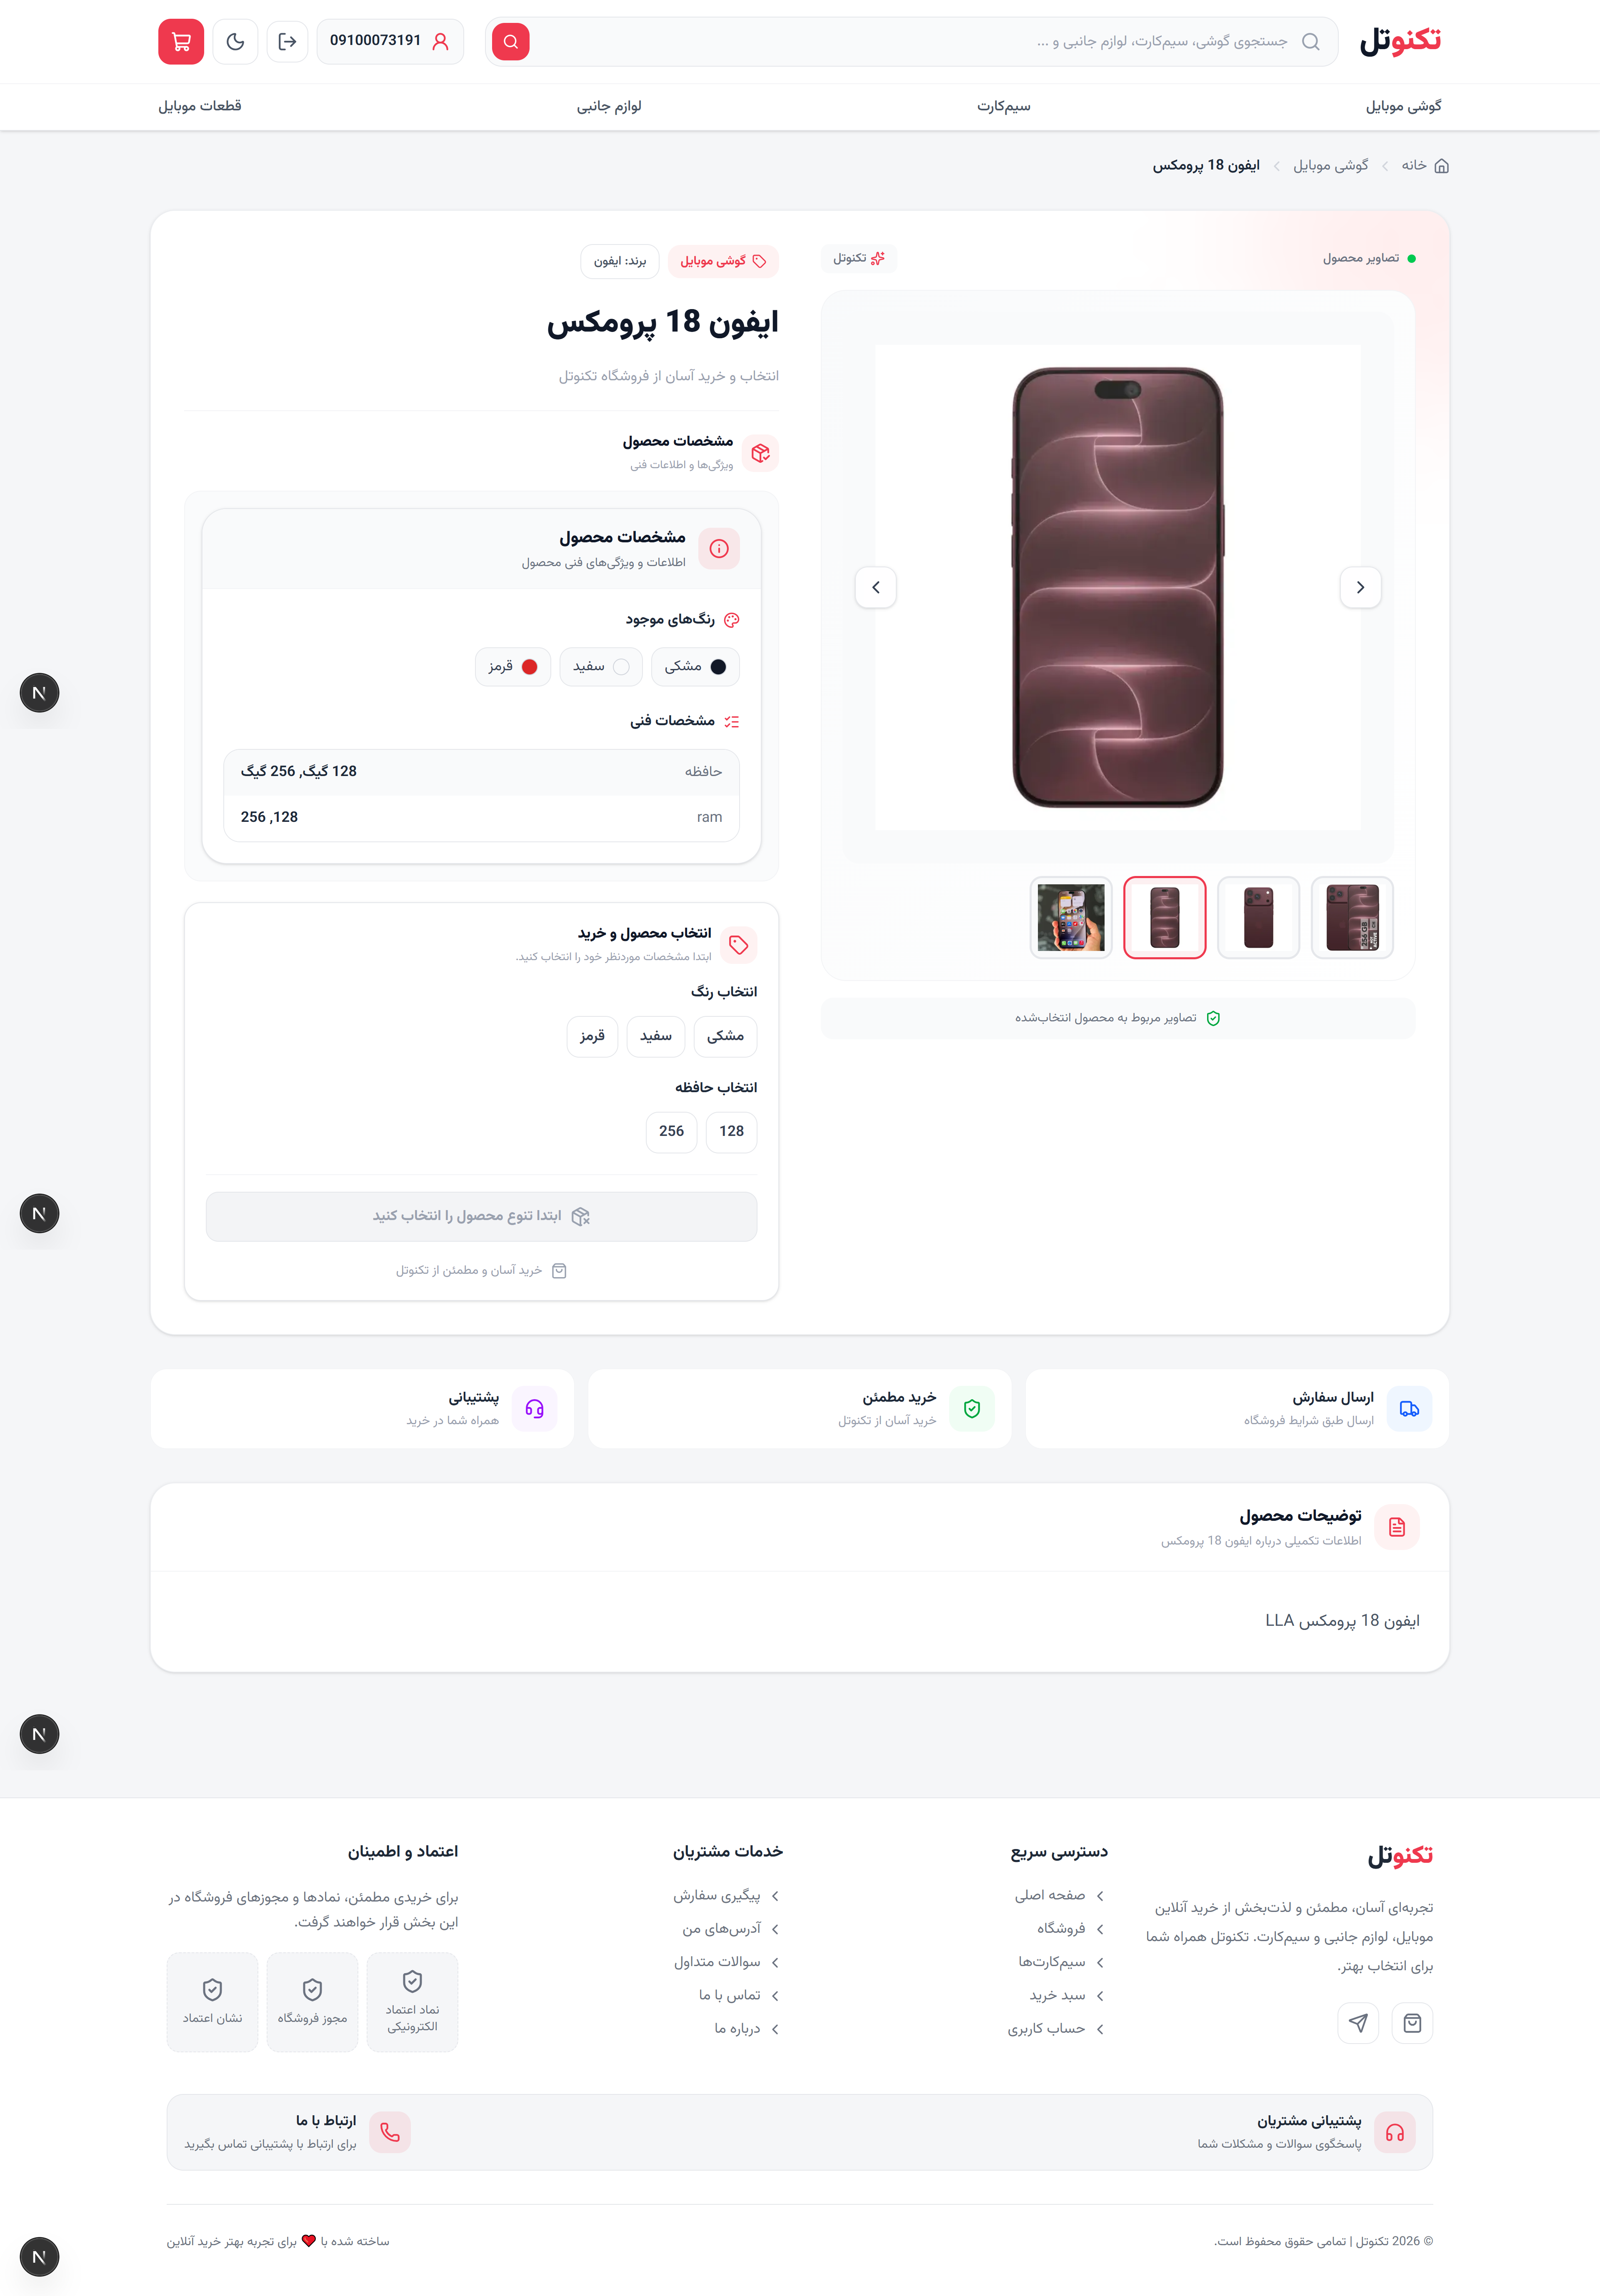 تکنوتل
جستجوی گوشی، سیم‌کارت، لوازم جانبی و ...
09100073191
گوشی موبایل
سیم‌کارت
لوازم جانبی
قطعات موبایل
خانه
گوشی موبایل
ایفون 18 پرومکس
تصاویر محصول
تکنوتل
تصاویر مربوط به محصول انتخاب‌شده
گوشی موبایل
برند: ایفون
ایفون 18 پرومکس
انتخاب و خرید آسان از فروشگاه تکنوتل
مشخصات محصول
ویژگی‌ها و اطلاعات فنی
مشخصات محصول
اطلاعات و ویژگی‌های فنی محصول
رنگ‌های موجود
مشکی
سفید
قرمز
مشخصات فنی
حافظه
128 گیگ, 256 گیگ
ram
128, 256
انتخاب محصول و خرید
ابتدا مشخصات موردنظر خود را انتخاب کنید.
انتخاب رنگ
مشکی
سفید
قرمز
انتخاب حافظه
128
256
ابتدا تنوع محصول را انتخاب کنید
خرید آسان و مطمئن از تکنوتل
ارسال سفارش
ارسال طبق شرایط فروشگاه
خرید مطمئن
خرید آسان از تکنوتل
پشتیبانی
همراه شما در خرید
توضیحات محصول
اطلاعات تکمیلی درباره ایفون 18 پرومکس
ایفون 18 پرومکس LLA
تکنوتل
تجربه‌ای آسان، مطمئن و لذت‌بخش از خرید آنلاین
موبایل، لوازم جانبی و سیم‌کارت. تکنوتل همراه شما
برای انتخاب بهتر.
دسترسی سریع
صفحه اصلی
فروشگاه
سیم‌کارت‌ها
سبد خرید
حساب کاربری
خدمات مشتریان
پیگیری سفارش
آدرس‌های من
سوالات متداول
تماس با ما
درباره ما
اعتماد و اطمینان
برای خریدی مطمئن، نمادها و مجوزهای فروشگاه در
این بخش قرار خواهند گرفت.
نماد اعتماد
الکترونیکی
مجوز فروشگاه
نشان اعتماد
پشتیبانی مشتریان
پاسخگوی سوالات و مشکلات شما
ارتباط با ما
برای ارتباط با پشتیبانی تماس بگیرید
© 2026 تکنوتل | تمامی حقوق محفوظ است.
ساخته شده با ❤️ برای تجربه بهتر خرید آنلاین